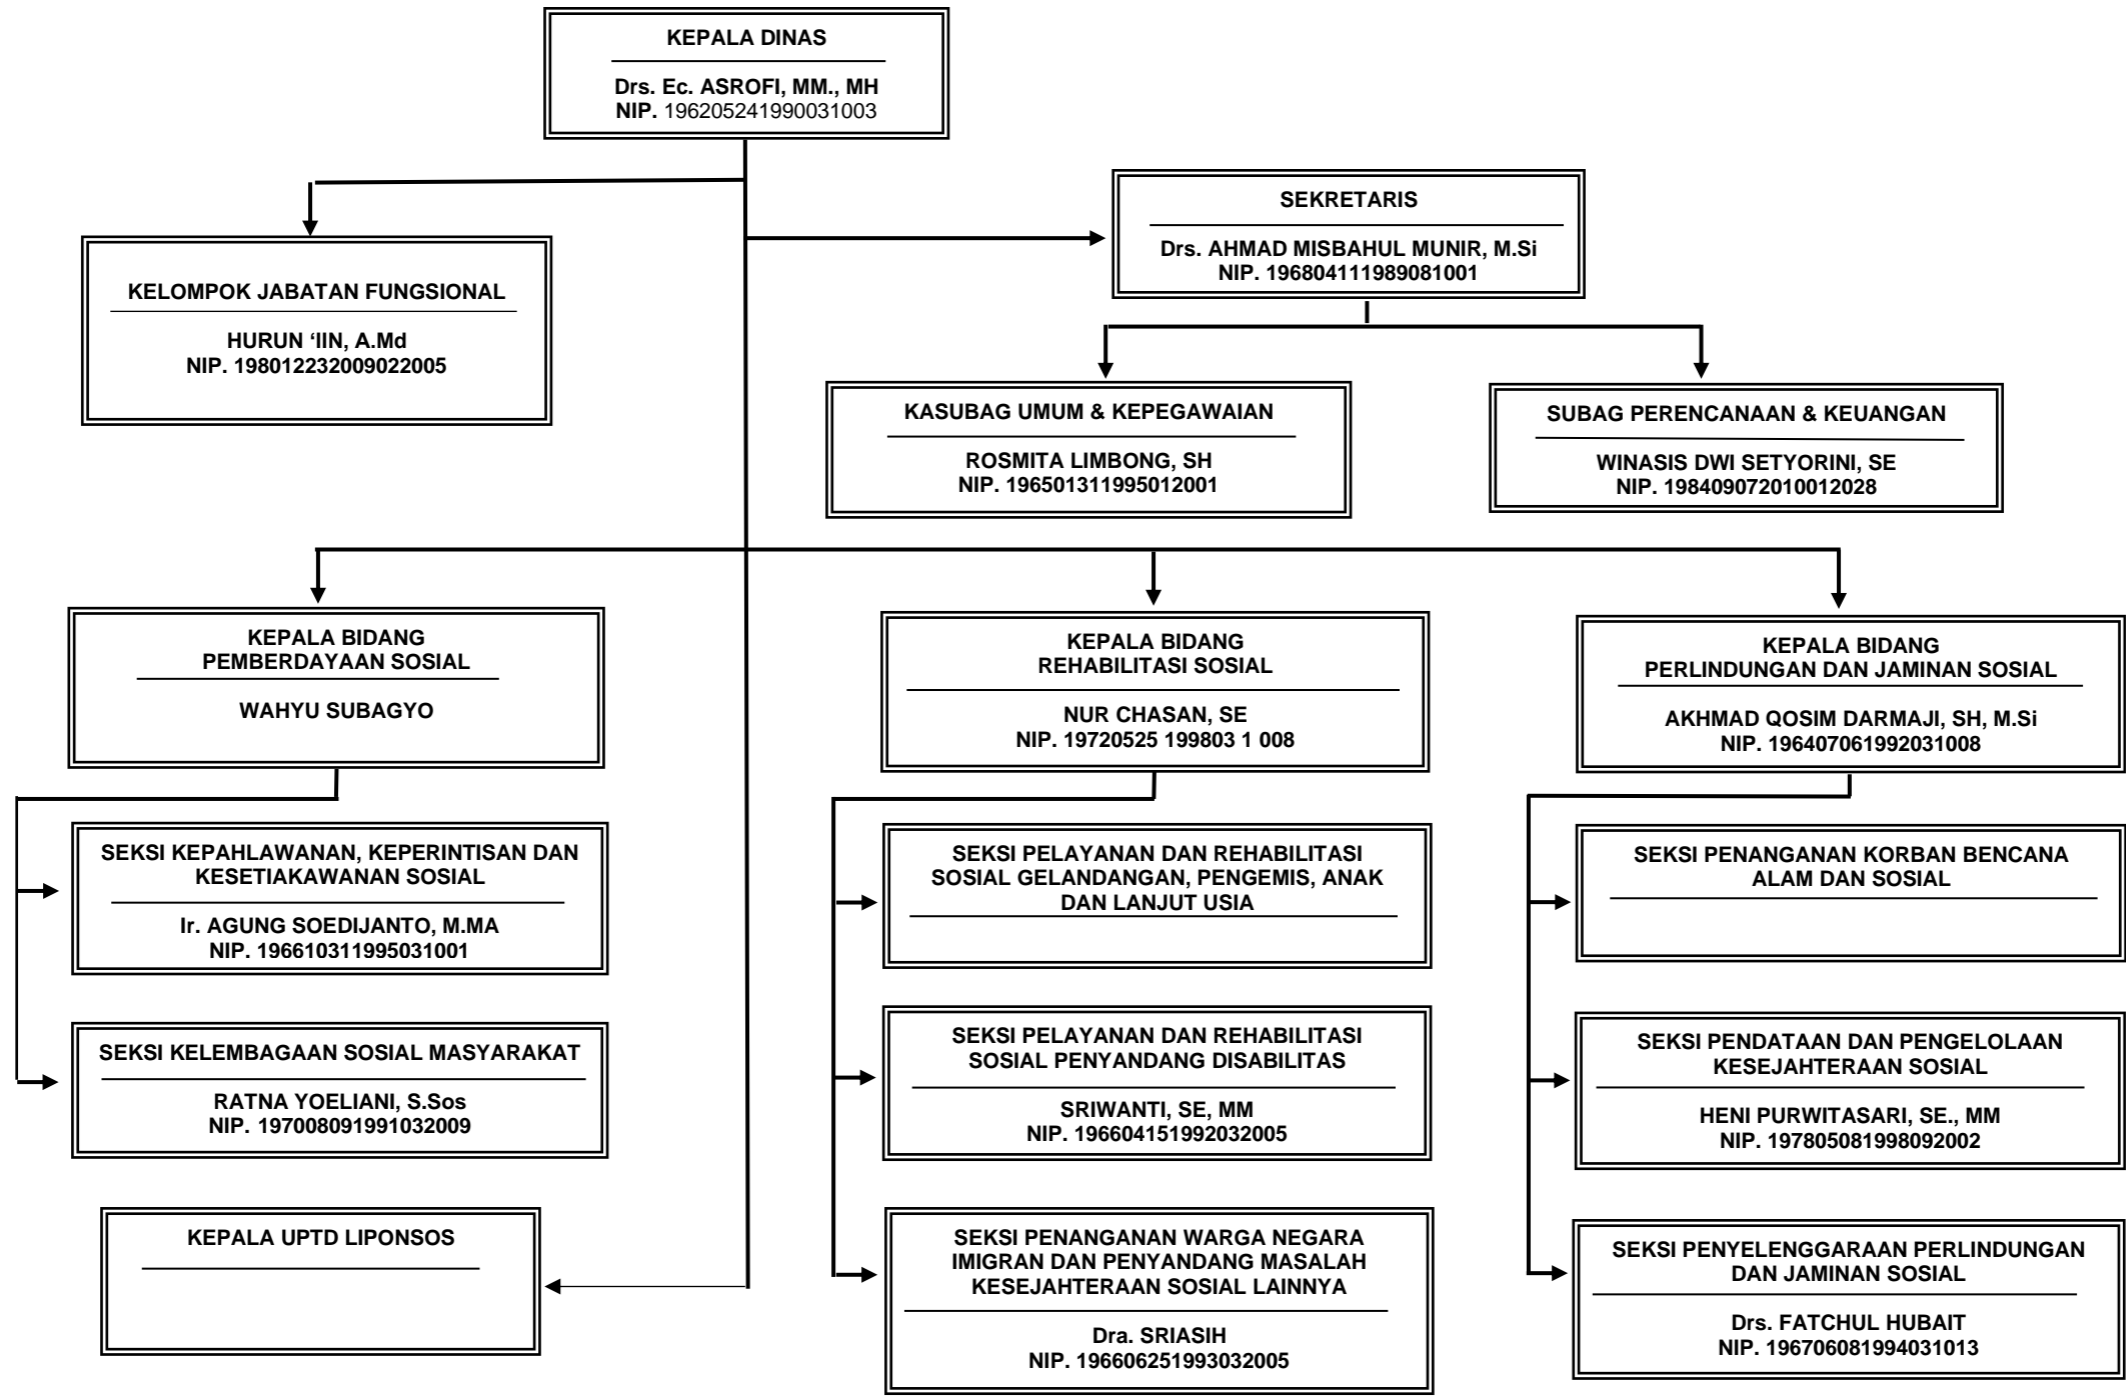 KEPALA DINAS
Drs. Ec. ASROFI, MM., MH
NIP. 196205241990031003
SEKRETARIS
Drs. AHMAD MISBAHUL MUNIR, M.Si
NIP. 196804111989081001
KELOMPOK JABATAN FUNGSIONAL
HURUN ‘IIN, A.Md
NIP. 198012232009022005
KASUBAG UMUM & KEPEGAWAIAN
ROSMITA LIMBONG, SH
NIP. 196501311995012001
SUBAG PERENCANAAN & KEUANGAN
WINASIS DWI SETYORINI, SE
NIP. 198409072010012028
KEPALA BIDANG
PEMBERDAYAAN SOSIAL
WAHYU SUBAGYO
KEPALA BIDANG
REHABILITASI SOSIAL
NUR CHASAN, SE
NIP. 19720525 199803 1 008
KEPALA BIDANG
PERLINDUNGAN DAN JAMINAN SOSIAL
AKHMAD QOSIM DARMAJI, SH, M.Si
NIP. 196407061992031008
SEKSI KEPAHLAWANAN, KEPERINTISAN DAN
KESETIAKAWANAN SOSIAL
Ir. AGUNG SOEDIJANTO, M.MA
NIP. 196610311995031001
SEKSI PELAYANAN DAN REHABILITASI
SOSIAL GELANDANGAN, PENGEMIS, ANAK
DAN LANJUT USIA
SEKSI PENANGANAN KORBAN BENCANA
ALAM DAN SOSIAL
SEKSI KELEMBAGAAN SOSIAL MASYARAKAT
RATNA YOELIANI, S.Sos
NIP. 197008091991032009
SEKSI PELAYANAN DAN REHABILITASI
SOSIAL PENYANDANG DISABILITAS
SRIWANTI, SE, MM
NIP. 196604151992032005
SEKSI PENDATAAN DAN PENGELOLAAN
KESEJAHTERAAN SOSIAL
HENI PURWITASARI, SE., MM
NIP. 197805081998092002
KEPALA UPTD LIPONSOS
SEKSI PENANGANAN WARGA NEGARA
IMIGRAN DAN PENYANDANG MASALAH
KESEJAHTERAAN SOSIAL LAINNYA
Dra. SRIASIH
NIP. 196606251993032005
SEKSI PENYELENGGARAAN PERLINDUNGAN
DAN JAMINAN SOSIAL
Drs. FATCHUL HUBAIT
NIP. 196706081994031013